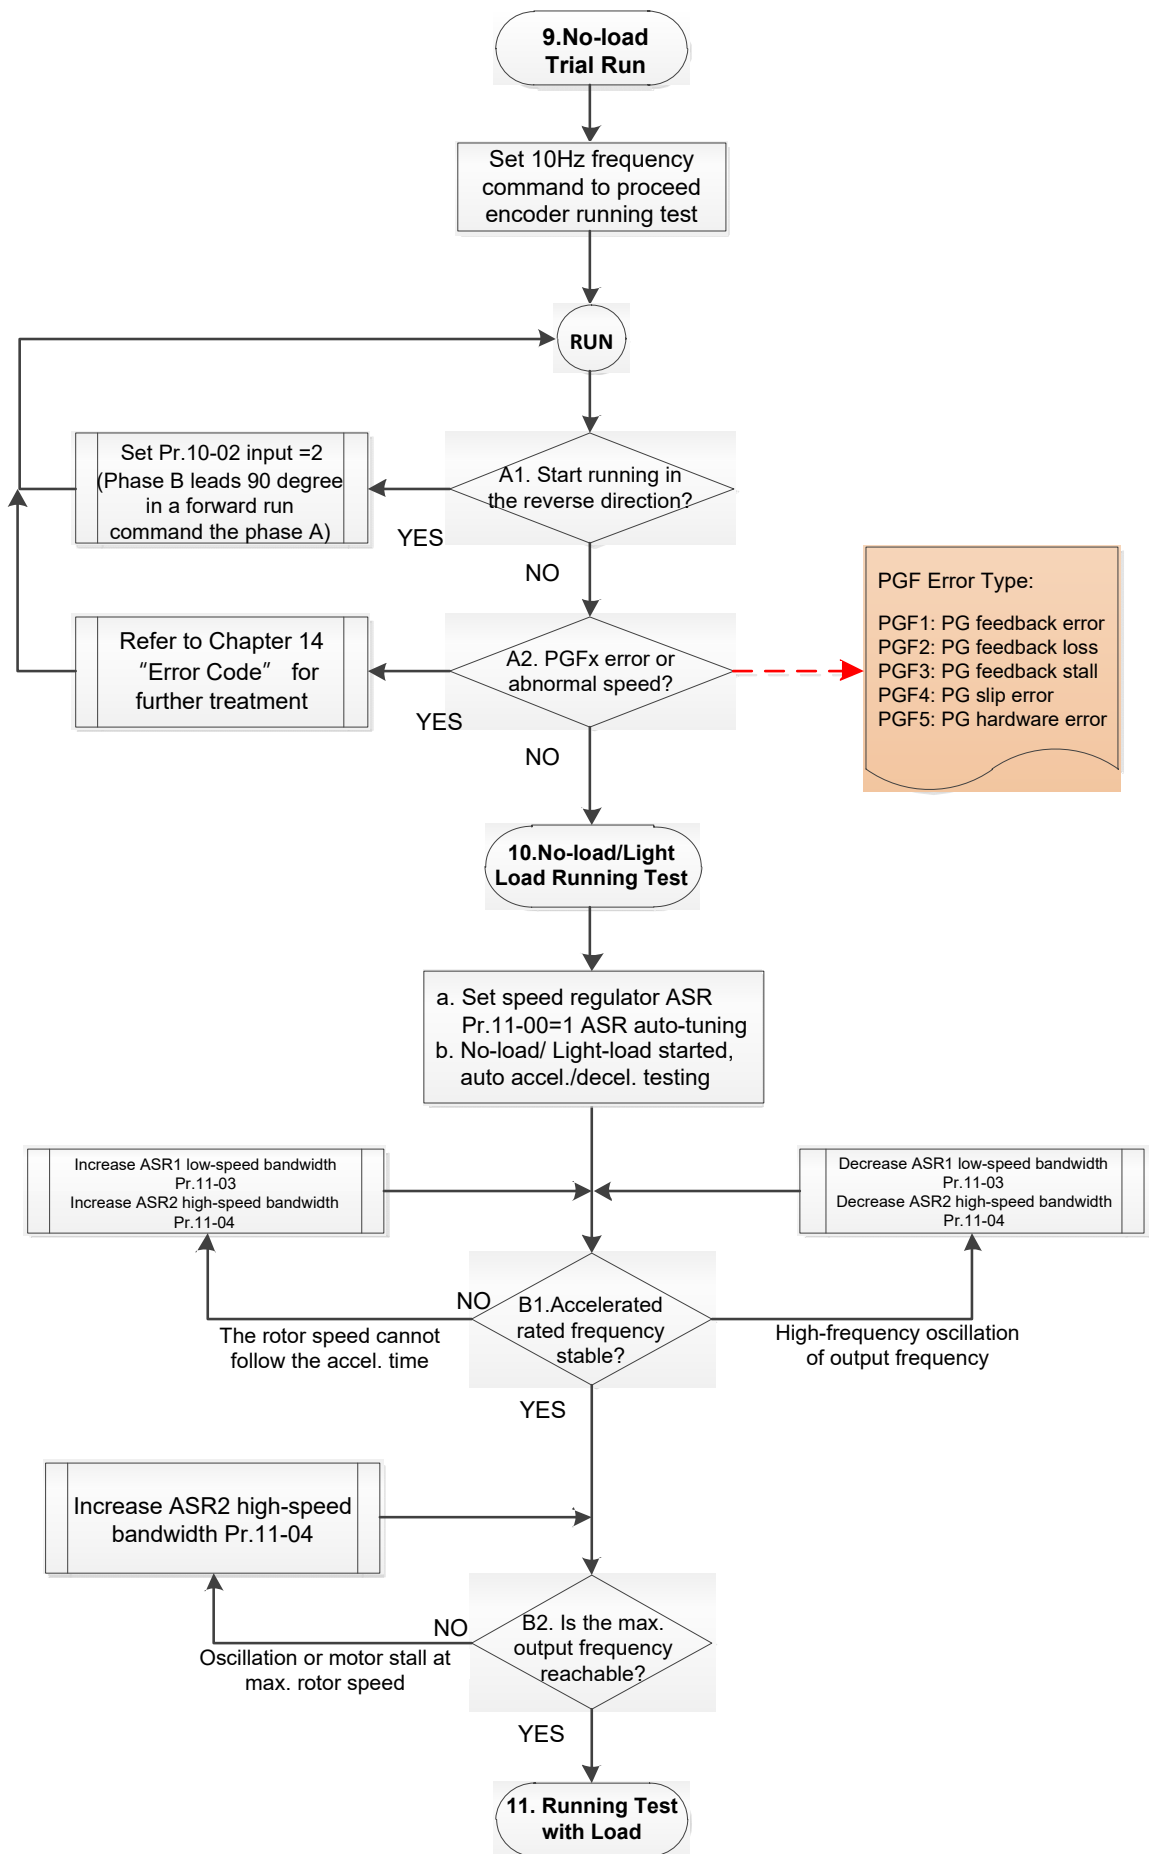 9.No-load
Trial Run
Set 10Hz frequency
command to proceed
encoder running test
RUN
A1. Start running in
the reverse direction?
YES
NO
Set Pr.10-02 input =2
(Phase B leads 90 degree
in a forward run
command the phase A)
A2. PGFx error or
abnormal speed?
YES
NO
Refer to Chapter 14
“Error Code” for
further treatment
PGF Error Type:
PGF1: PG feedback error
PGF2: PG feedback loss
PGF3: PG feedback stall
PGF4: PG slip error
PGF5: PG hardware error
10.No-load/Light
Load Running Test
a. Set speed regulator ASR
Pr.11-00=1 ASR auto-tuning
b. No-load/ Light-load started,
auto accel./decel. testing
Increase ASR1 low-speed bandwidth
Pr.11-03
Increase ASR2 high-speed bandwidth
Pr.11-04
Decrease ASR1 low-speed bandwidth
Pr.11-03
Decrease ASR2 high-speed bandwidth
Pr.11-04
B1.Accelerated
rated frequency
stable?
NO
The rotor speed cannot
follow the accel. time
High-frequency oscillation
of output frequency
YES
Increase ASR2 high-speed
bandwidth Pr.11-04
B2. Is the max.
output frequency
reachable?
NO
Oscillation or motor stall at
max. rotor speed
YES
11. Running Test
with Load